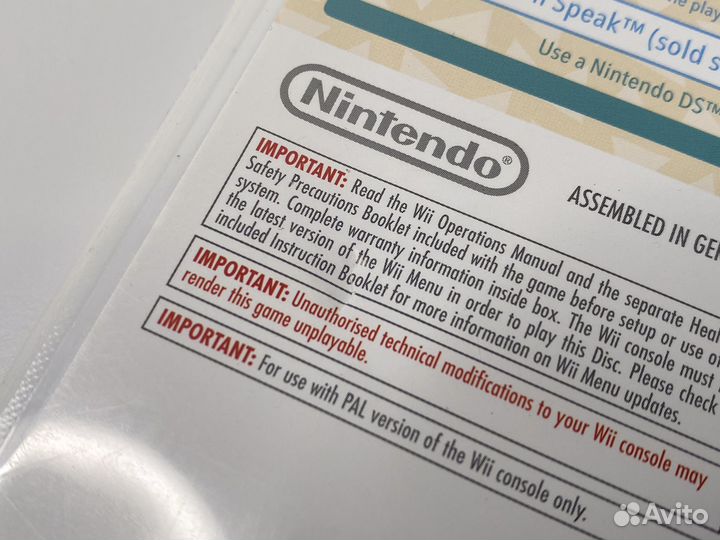 the play
Speak™ (sold s
Use a Nintendo DS™
Nintendo®
ASSEMBLED IN GE
IMPORTANT: Read the Wii Operations Manual and the separate Heal
Safety Precautions Booklet included with the game before setup or use o
system. Complete warranty information inside box. The Wii console must
the latest version of the Wii Menu in order to play this Disc. Please check
included Instruction Booklet for more information on Wii Menu updates.
IMPORTANT: Unauthorised technical modifications to your Wii console may
render this game unplayable.
IMPORTANT: For use with PAL version of the Wii console only.
Avito